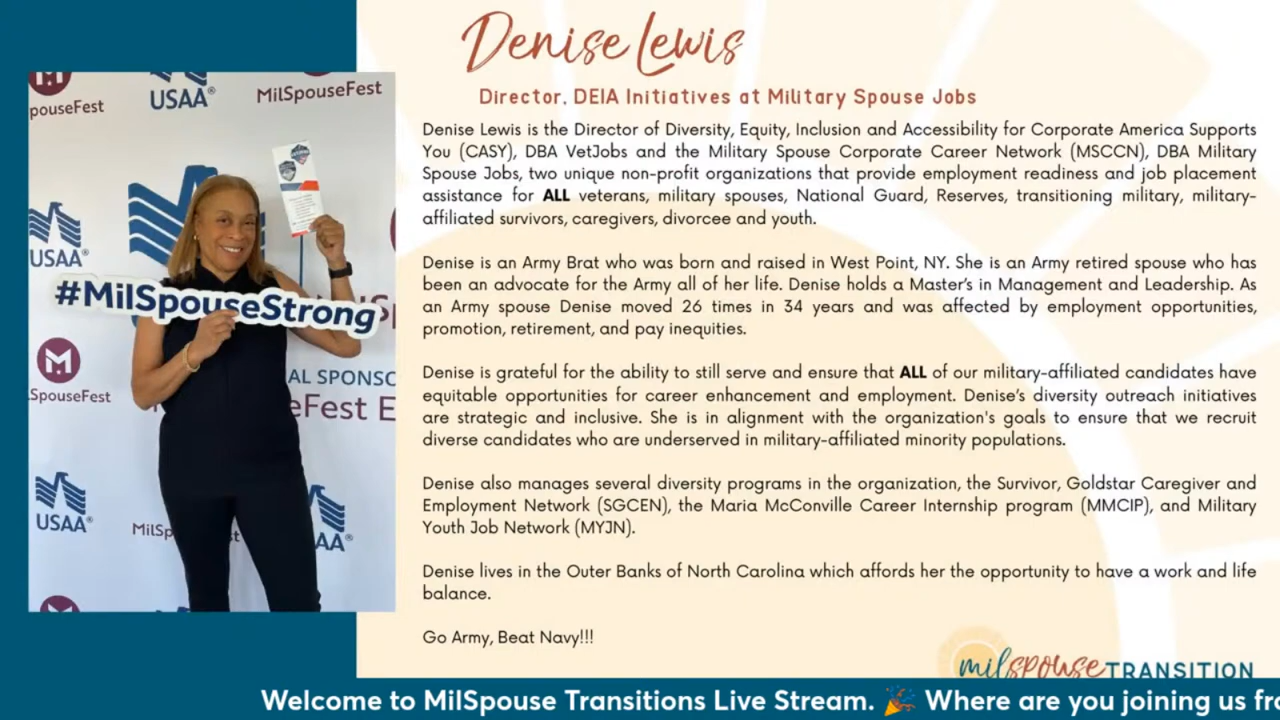 Denise Lewis
Director, DEIA Initiatives at Military Spouse Jobs
Denise Lewis is the Director of Diversity, Equity, Inclusion and Accessibility for Corporate America Supports
You (CASY), DBA VetJobs and the Military Spouse Corporate Career Network (MSCCN), DBA Military
Spouse Jobs, two unique non-profit organizations that provide employment readiness and job placement
assistance for ALL veterans, military spouses, National Guard, Reserves, transitioning military, military-
affiliated survivors, caregivers, divorcee and youth.
Denise is an Army Brat who was born and raised in West Point, NY. She is an Army retired spouse who has
been an advocate for the Army all of her life. Denise holds a Master's in Management and Leadership. As
an Army spouse Denise moved 26 times in 34 years and was affected by employment opportunities,
promotion, retirement, and pay inequities.
Denise is grateful for the ability to still serve and ensure that ALL of our military-affiliated candidates have
equitable opportunities for career enhancement and employment. Denise's diversity outreach initiatives
are strategic and inclusive. She is in alignment with the organization's goals to ensure that we recruit
diverse candidates who are underserved in military-affiliated minority populations.
Denise also manages several diversity programs in the organization, the Survivor, Goldstar Caregiver and
Employment Network (SGCEN), the Maria McConville Career Internship program (MMCIP), and Military
Youth Job Network (MYJN).
Denise lives in the Outer Banks of North Carolina which affords her the opportunity to have a work and life
balance.
Go Army, Beat Navy!!!
milspouse TRANSITION
pouseFest
USAA®
MilSpouseFest
USAA®
#MilSpouseStrong
M
SpouseFest
AL SPONSO
eFest E
USAA®
MilSp st
AA®
Welcome to MilSpouse Transitions Live Stream. 🎉 Where are you joining us fro